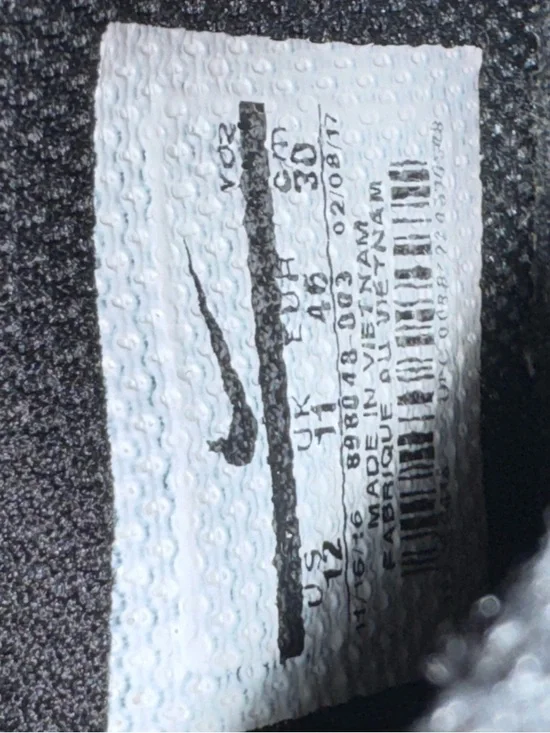 US UK EUR cm
12 11 46 30
11/16/16 898048-003 02/08/17
MADE IN VIETNAM
FABRIQUE AU VIETNAM
UPC